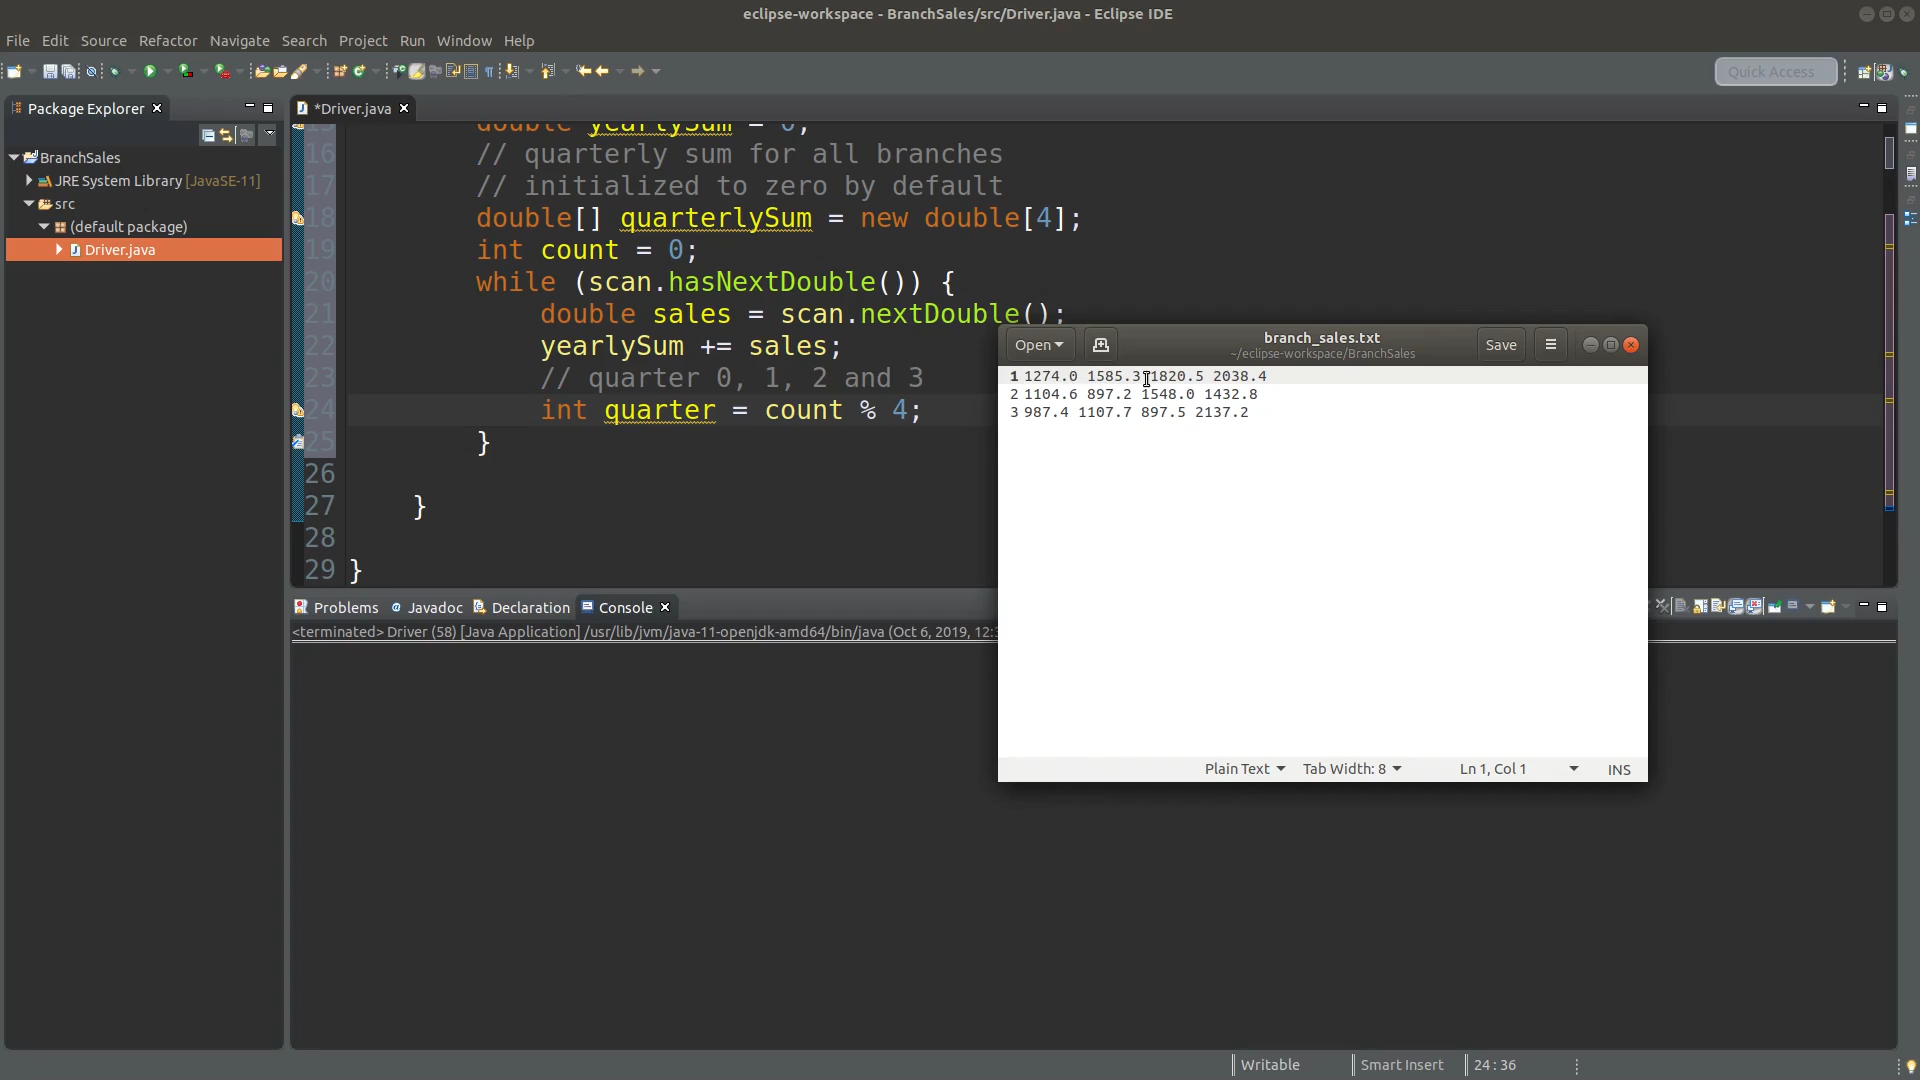 eclipse-workspace - BranchSales/src/Driver.java - Eclipse IDE
File Edit Source Refactor Navigate Search Project Run Window Help
Quick Access
Package Explorer
*Driver.java
BranchSales
JRE System Library [JavaSE-11]
src
(default package)
Driver.java
15 double yearlySum = 0;
16 // quarterly sum for all branches
17 // initialized to zero by default
18 double[] quarterlySum = new double[4];
19 int count = 0;
20 while (scan.hasNextDouble()) {
21 double sales = scan.nextDouble();
22 yearlySum += sales;
23 // quarter 0, 1, 2 and 3
24 int quarter = count % 4;
25 }
26
27 }
28
29 }
Open
branch_sales.txt
~/eclipse-workspace/BranchSales
Save
1 1274.0 1585.3 1820.5 2038.4
2 1104.6 897.2 1548.0 1432.8
3 987.4 1107.7 897.5 2137.2
Plain Text Tab Width: 8 Ln 1, Col 1 INS
Problems Javadoc Declaration Console
<terminated> Driver (58) [Java Application] /usr/lib/jvm/java-11-openjdk-amd64/bin/java (Oct 6, 2019, 12:
Writable Smart Insert 24:36